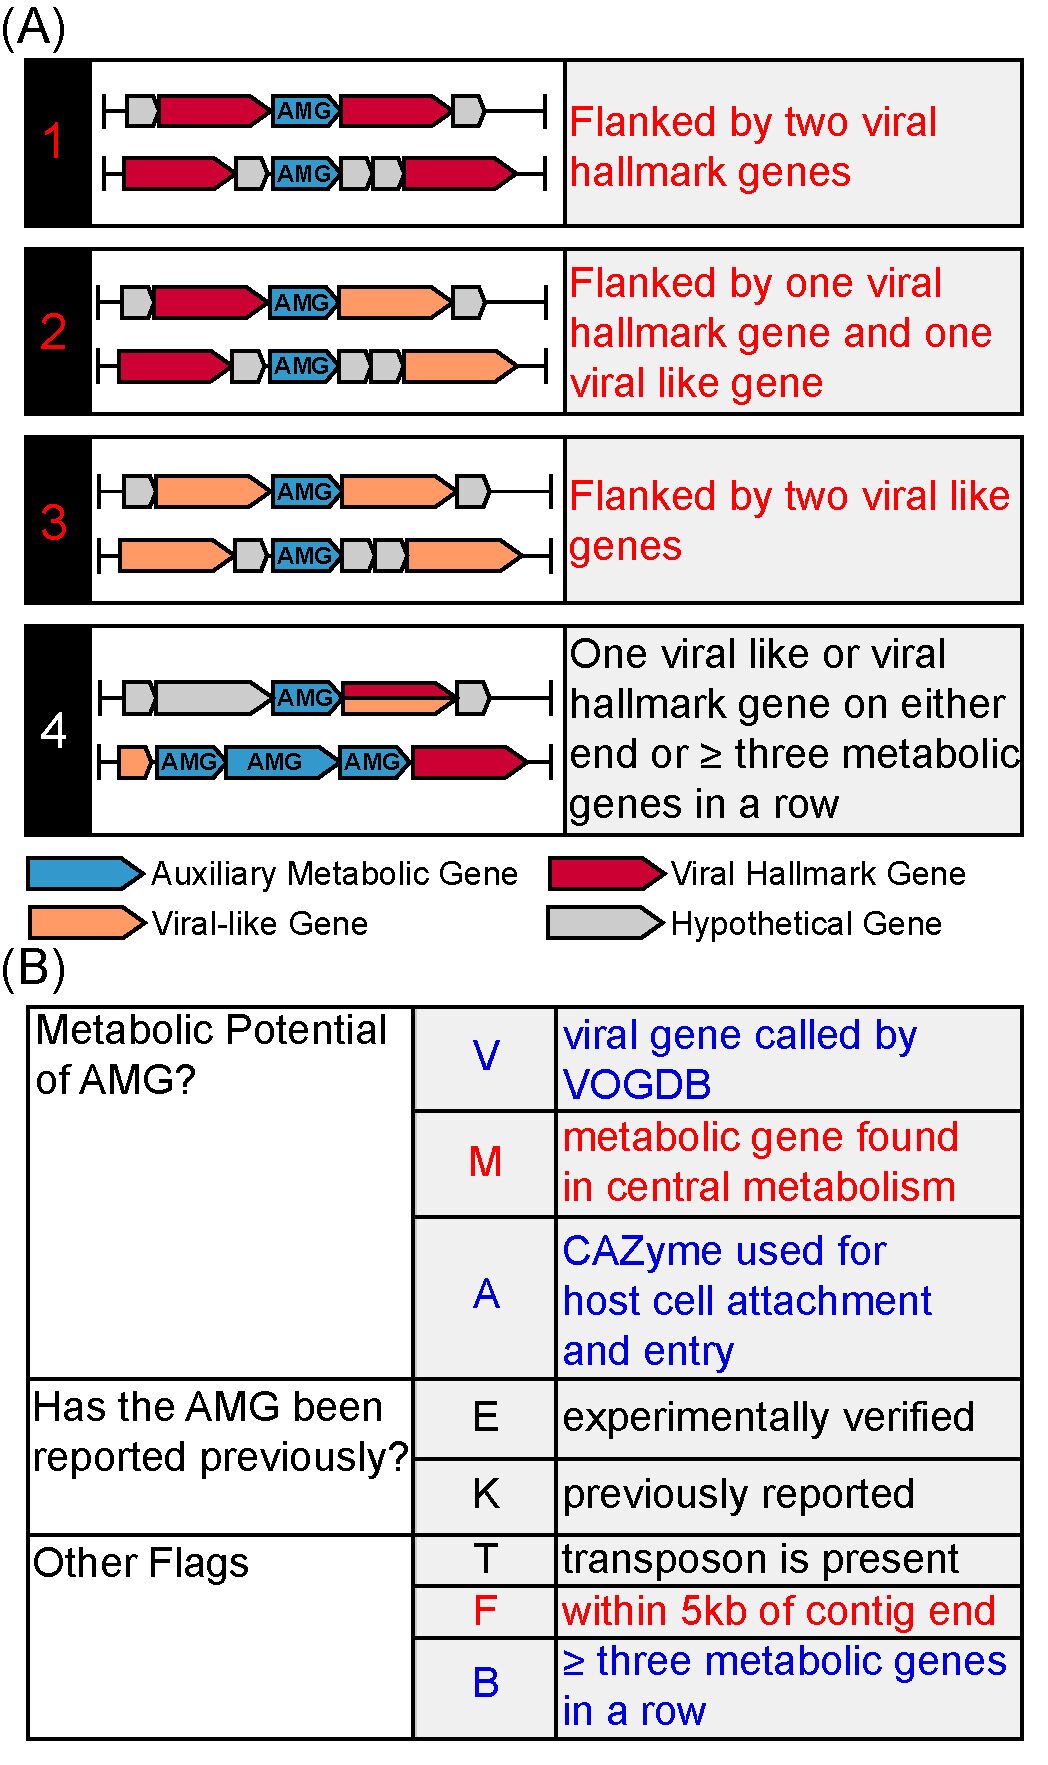 (A)
1
AMG
AMG
Flanked by two viral
hallmark genes
2
AMG
AMG
Flanked by one viral
hallmark gene and one
viral like gene
3
AMG
AMG
Flanked by two viral like
genes
4
AMG
AMG AMG AMG
One viral like or viral
hallmark gene on either
end or ≥ three metabolic
genes in a row
Auxiliary Metabolic Gene
Viral Hallmark Gene
Viral-like Gene
Hypothetical Gene
(B)
Metabolic Potential
of AMG?
V
viral gene called by
VOGDB
M
metabolic gene found
in central metabolism
A
CAZyme used for
host cell attachment
and entry
Has the AMG been
reported previously?
E
experimentally verified
K
previously reported
Other Flags
T
transposon is present
F
within 5kb of contig end
B
≥ three metabolic genes
in a row